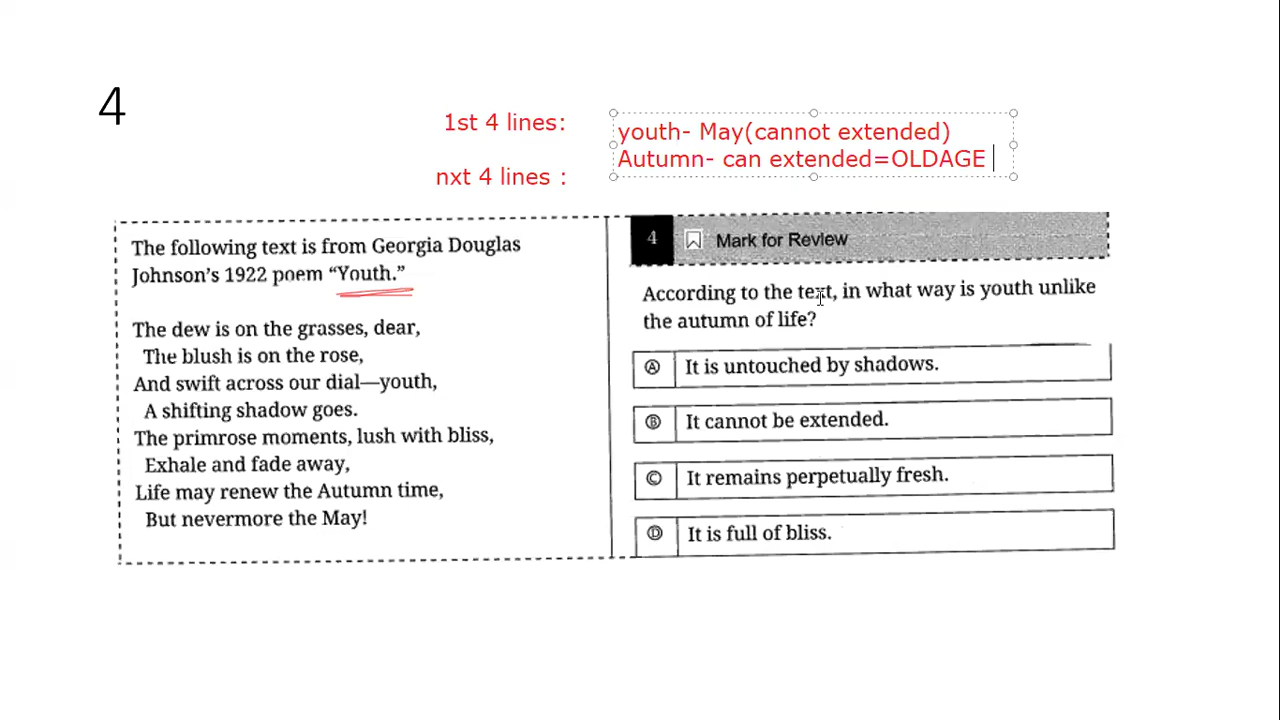 4
1st 4 lines:
youth- May(cannot extended)
Autumn- can extended=OLDAGE
nxt 4 lines :
The following text is from Georgia Douglas
Johnson’s 1922 poem “Youth.”
The dew is on the grasses, dear,
The blush is on the rose,
And swift across our dial—youth,
A shifting shadow goes.
The primrose moments, lush with bliss,
Exhale and fade away,
Life may renew the Autumn time,
But nevermore the May!
4 Mark for Review
According to the text, in what way is youth unlike
the autumn of life?
A It is untouched by shadows.
B It cannot be extended.
C It remains perpetually fresh.
D It is full of bliss.